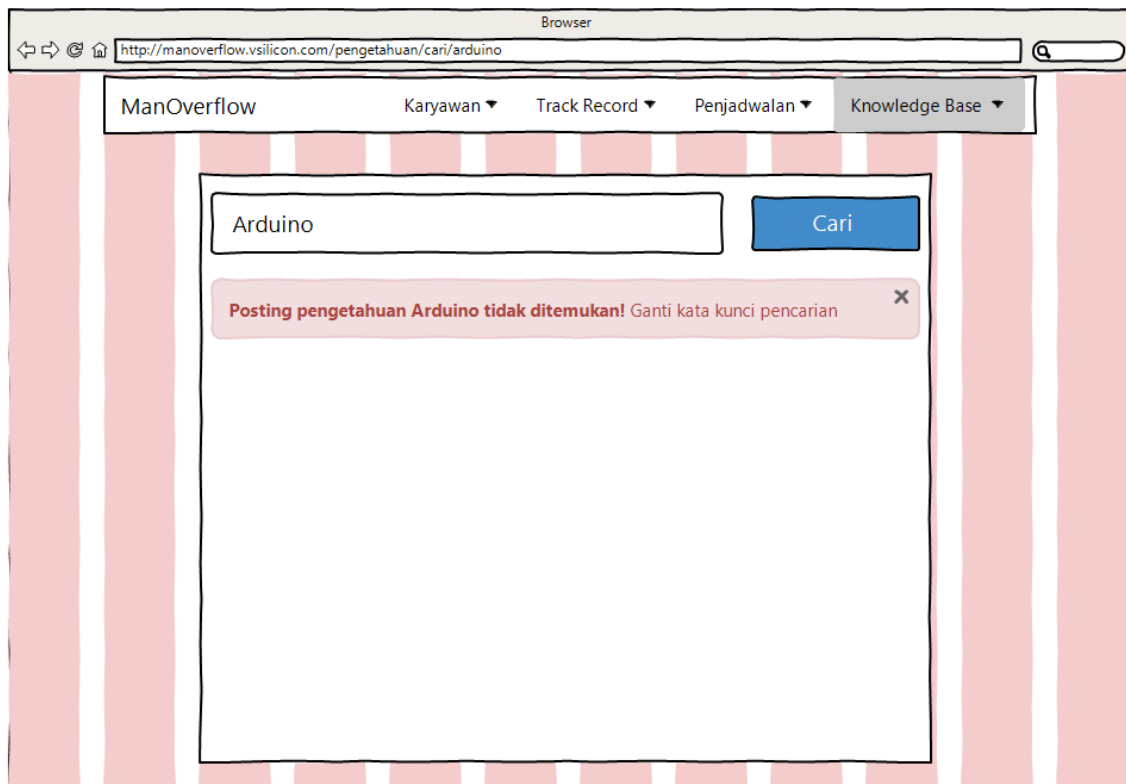 Browser
http://manoverflow.vsilicon.com/pengetahuan/cari/arduino
ManOverflow Karyawan Track Record Penjadwalan Knowledge Base
Arduino Cari
Posting pengetahuan Arduino tidak ditemukan! Ganti kata kunci pencarian